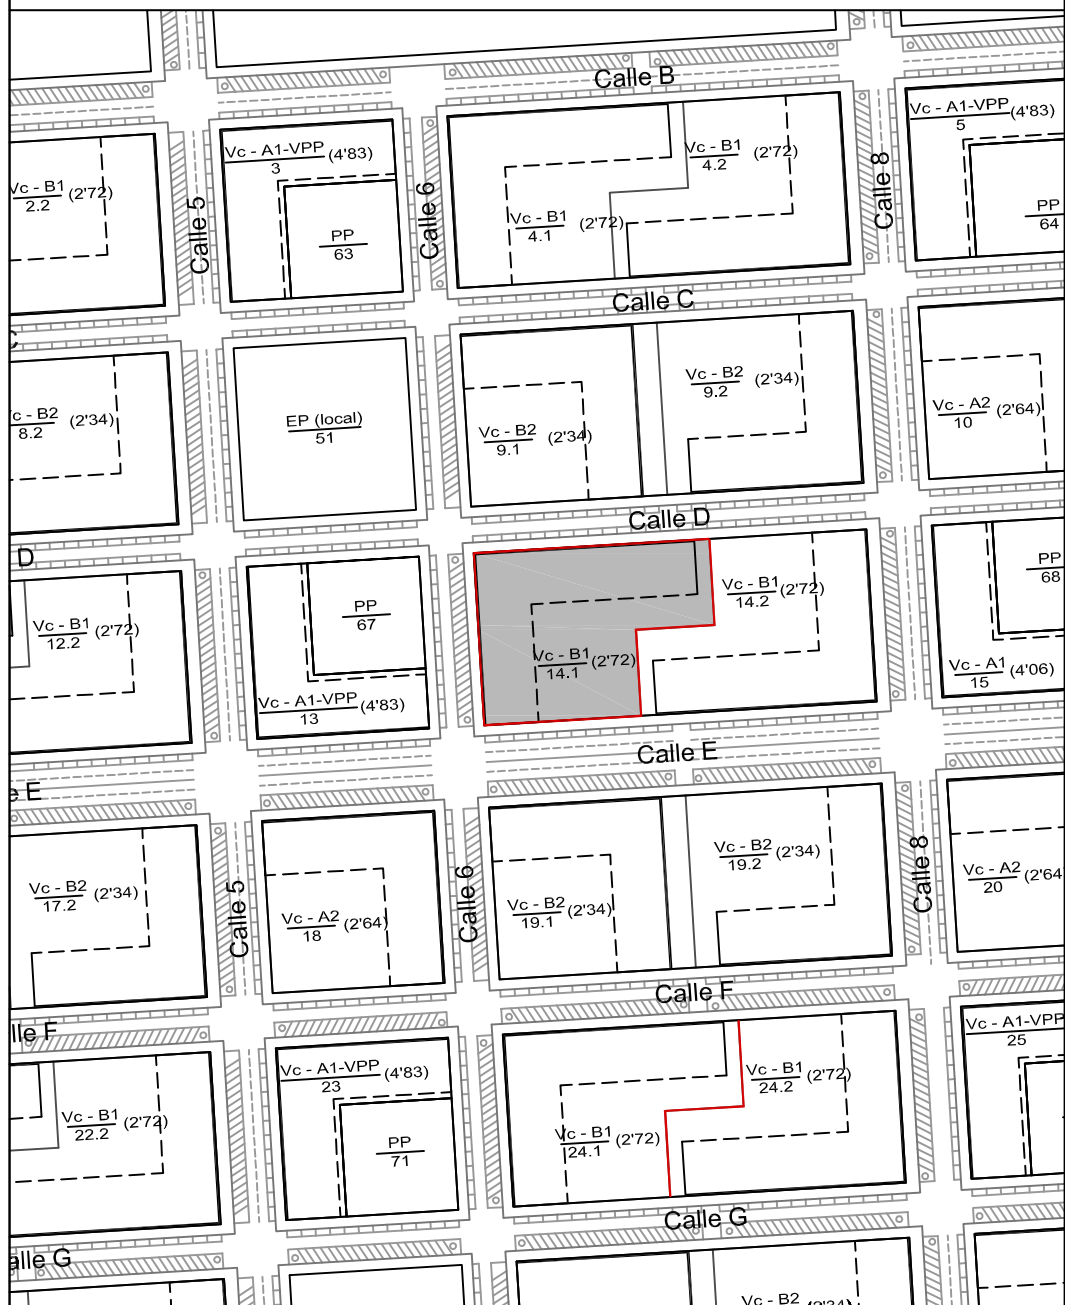 Calle B
Vc - A1-VPP (4'83)
3
Vc - B1 (2'72)
4.2
Vc - A1-VPP (4'83)
5
Vc - B1 (2'72)
2.2
Calle 5
PP
63
Calle 6
Vc - B1 (2'72)
4.1
Calle 8
PP
64
Calle C
Vc - B2 (2'34)
9.2
c - B2 (2'34)
8.2
EP (local)
51
Vc - B2 (2'34)
9.1
Vc - A2 (2'64)
10
Calle D
D
Vc - B1 (2'72)
12.2
PP
67
Vc - B1 (2'72)
14.2
PP
68
Vc - B1 (2'72)
14.1
Vc - A1 (4'06)
15
Vc - A1-VPP (4'83)
13
Calle E
e E
Vc - B2 (2'34)
17.2
Calle 5
Vc - A2 (2'64)
18
Calle 6
Vc - B2 (2'34)
19.1
Vc - B2 (2'34)
19.2
Calle 8
Vc - A2 (2'64
20
Calle F
lle F
Vc - A1-VPP (4'83)
23
Vc - B1 (2'72)
24.2
Vc - A1-VPP
25
Vc - B1 (2'72)
22.2
PP
71
Vc - B1 (2'72)
24.1
Calle G
alle G
Vc - B2 (2'34)